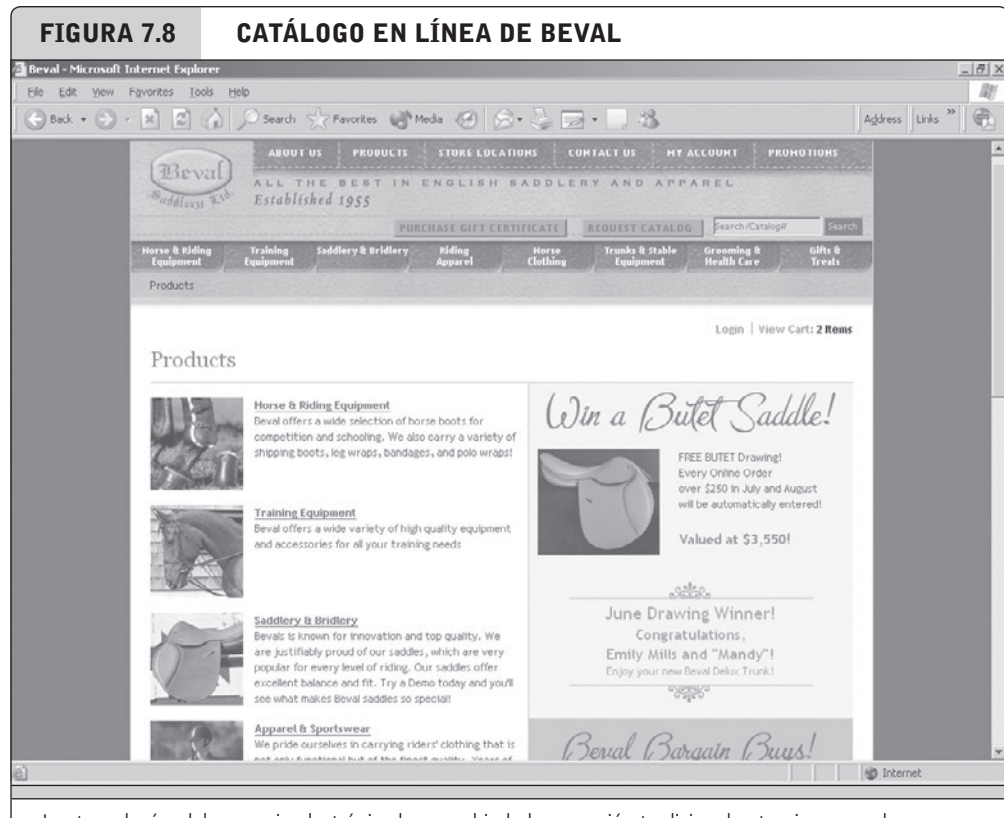 FIGURA 7.8 CATÁLOGO EN LÍNEA DE BEVAL
Beval - Microsoft Internet Explorer
File Edit View Favorites Tools Help
Back Search Favorites Media Address Links »
ABOUT US PRODUCTS STORE LOCATIONS CONTACT US MY ACCOUNT PROMOTIONS
Beval
Saddlery Ltd.
ALL THE BEST IN ENGLISH SADDLERY AND APPAREL
Established 1955
PURCHASE GIFT CERTIFICATE REQUEST CATALOG Search/Catalog# Search
Horse & Riding Equipment Training Equipment Saddlery & Bridlery Riding Apparel Horse Clothing Trunks & Stable Equipment Grooming & Health Care Gifts & Treats
Products
Login | View Cart: 2 Items
Products
Horse & Riding Equipment
Beval offers a wide selection of horse boots for
competition and schooling. We also carry a variety of
shipping boots, leg wraps, bandages, and polo wraps!
Training Equipment
Beval offers a wide variety of high quality equipment
and accessories for all your training needs
Saddlery & Bridlery
Bevals is known for innovation and top quality. We
are justifiably proud of our saddles, which are very
popular for every level of riding. Our saddles offer
excellent balance and fit. Try a Demo today and you'll
see what makes Beval saddles so special!
Apparel & Sportswear
We pride ourselves in carrying riders' clothing that is
not only functional but of the finest quality. Years of
Win a Butet Saddle!
FREE BUTET Drawing!
Every Online Order
over $250 in July and August
will be automatically entered!
Valued at $3,550!
June Drawing Winner!
Congratulations,
Emily Mills and "Mandy"!
Enjoy your new Beval Delux Trunk!
Beval Bargain Buys!
Internet